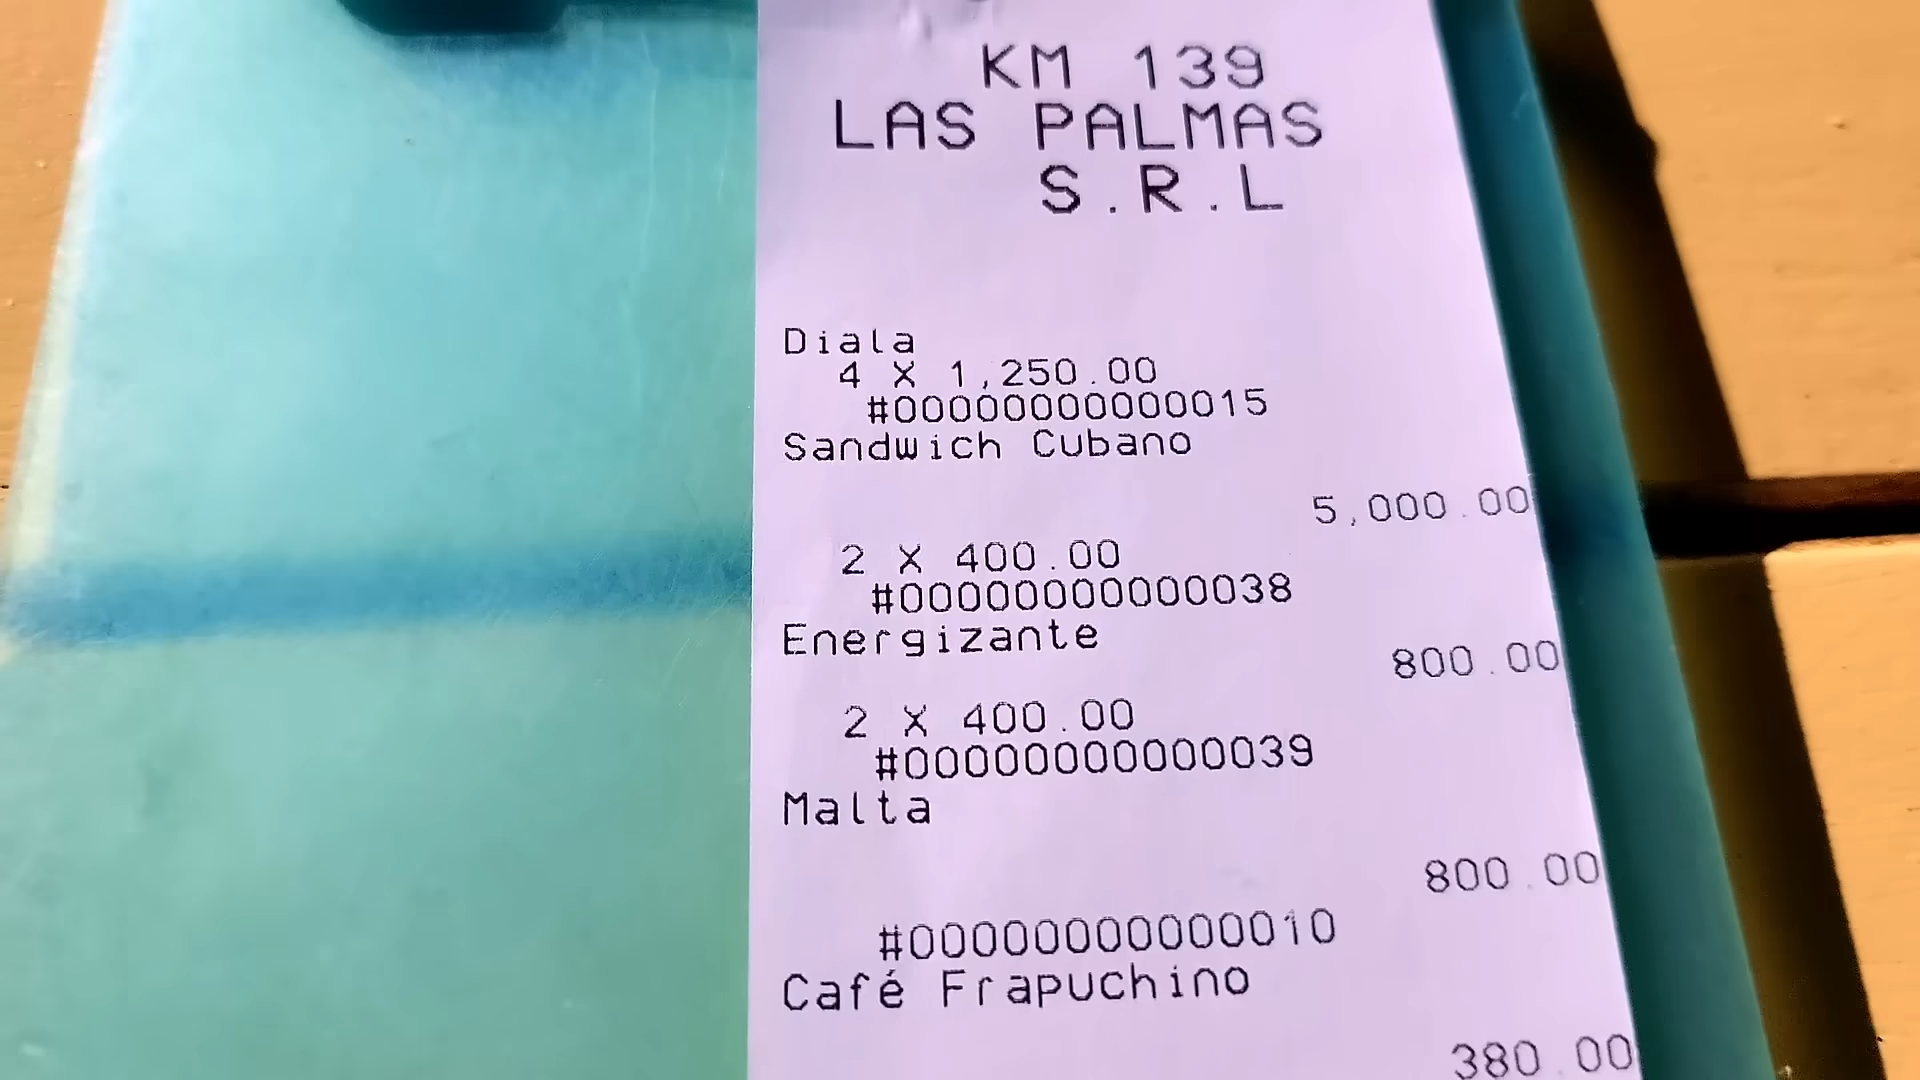 KM 139
LAS PALMAS
S.R.L
Diala
4 X 1,250.00
#00000000000015
Sandwich Cubano
5,000.00
2 X 400.00
#00000000000038
Energizante
800.00
2 X 400.00
#00000000000039
Malta
800.00
#00000000000010
Café Frapuchino
380.00